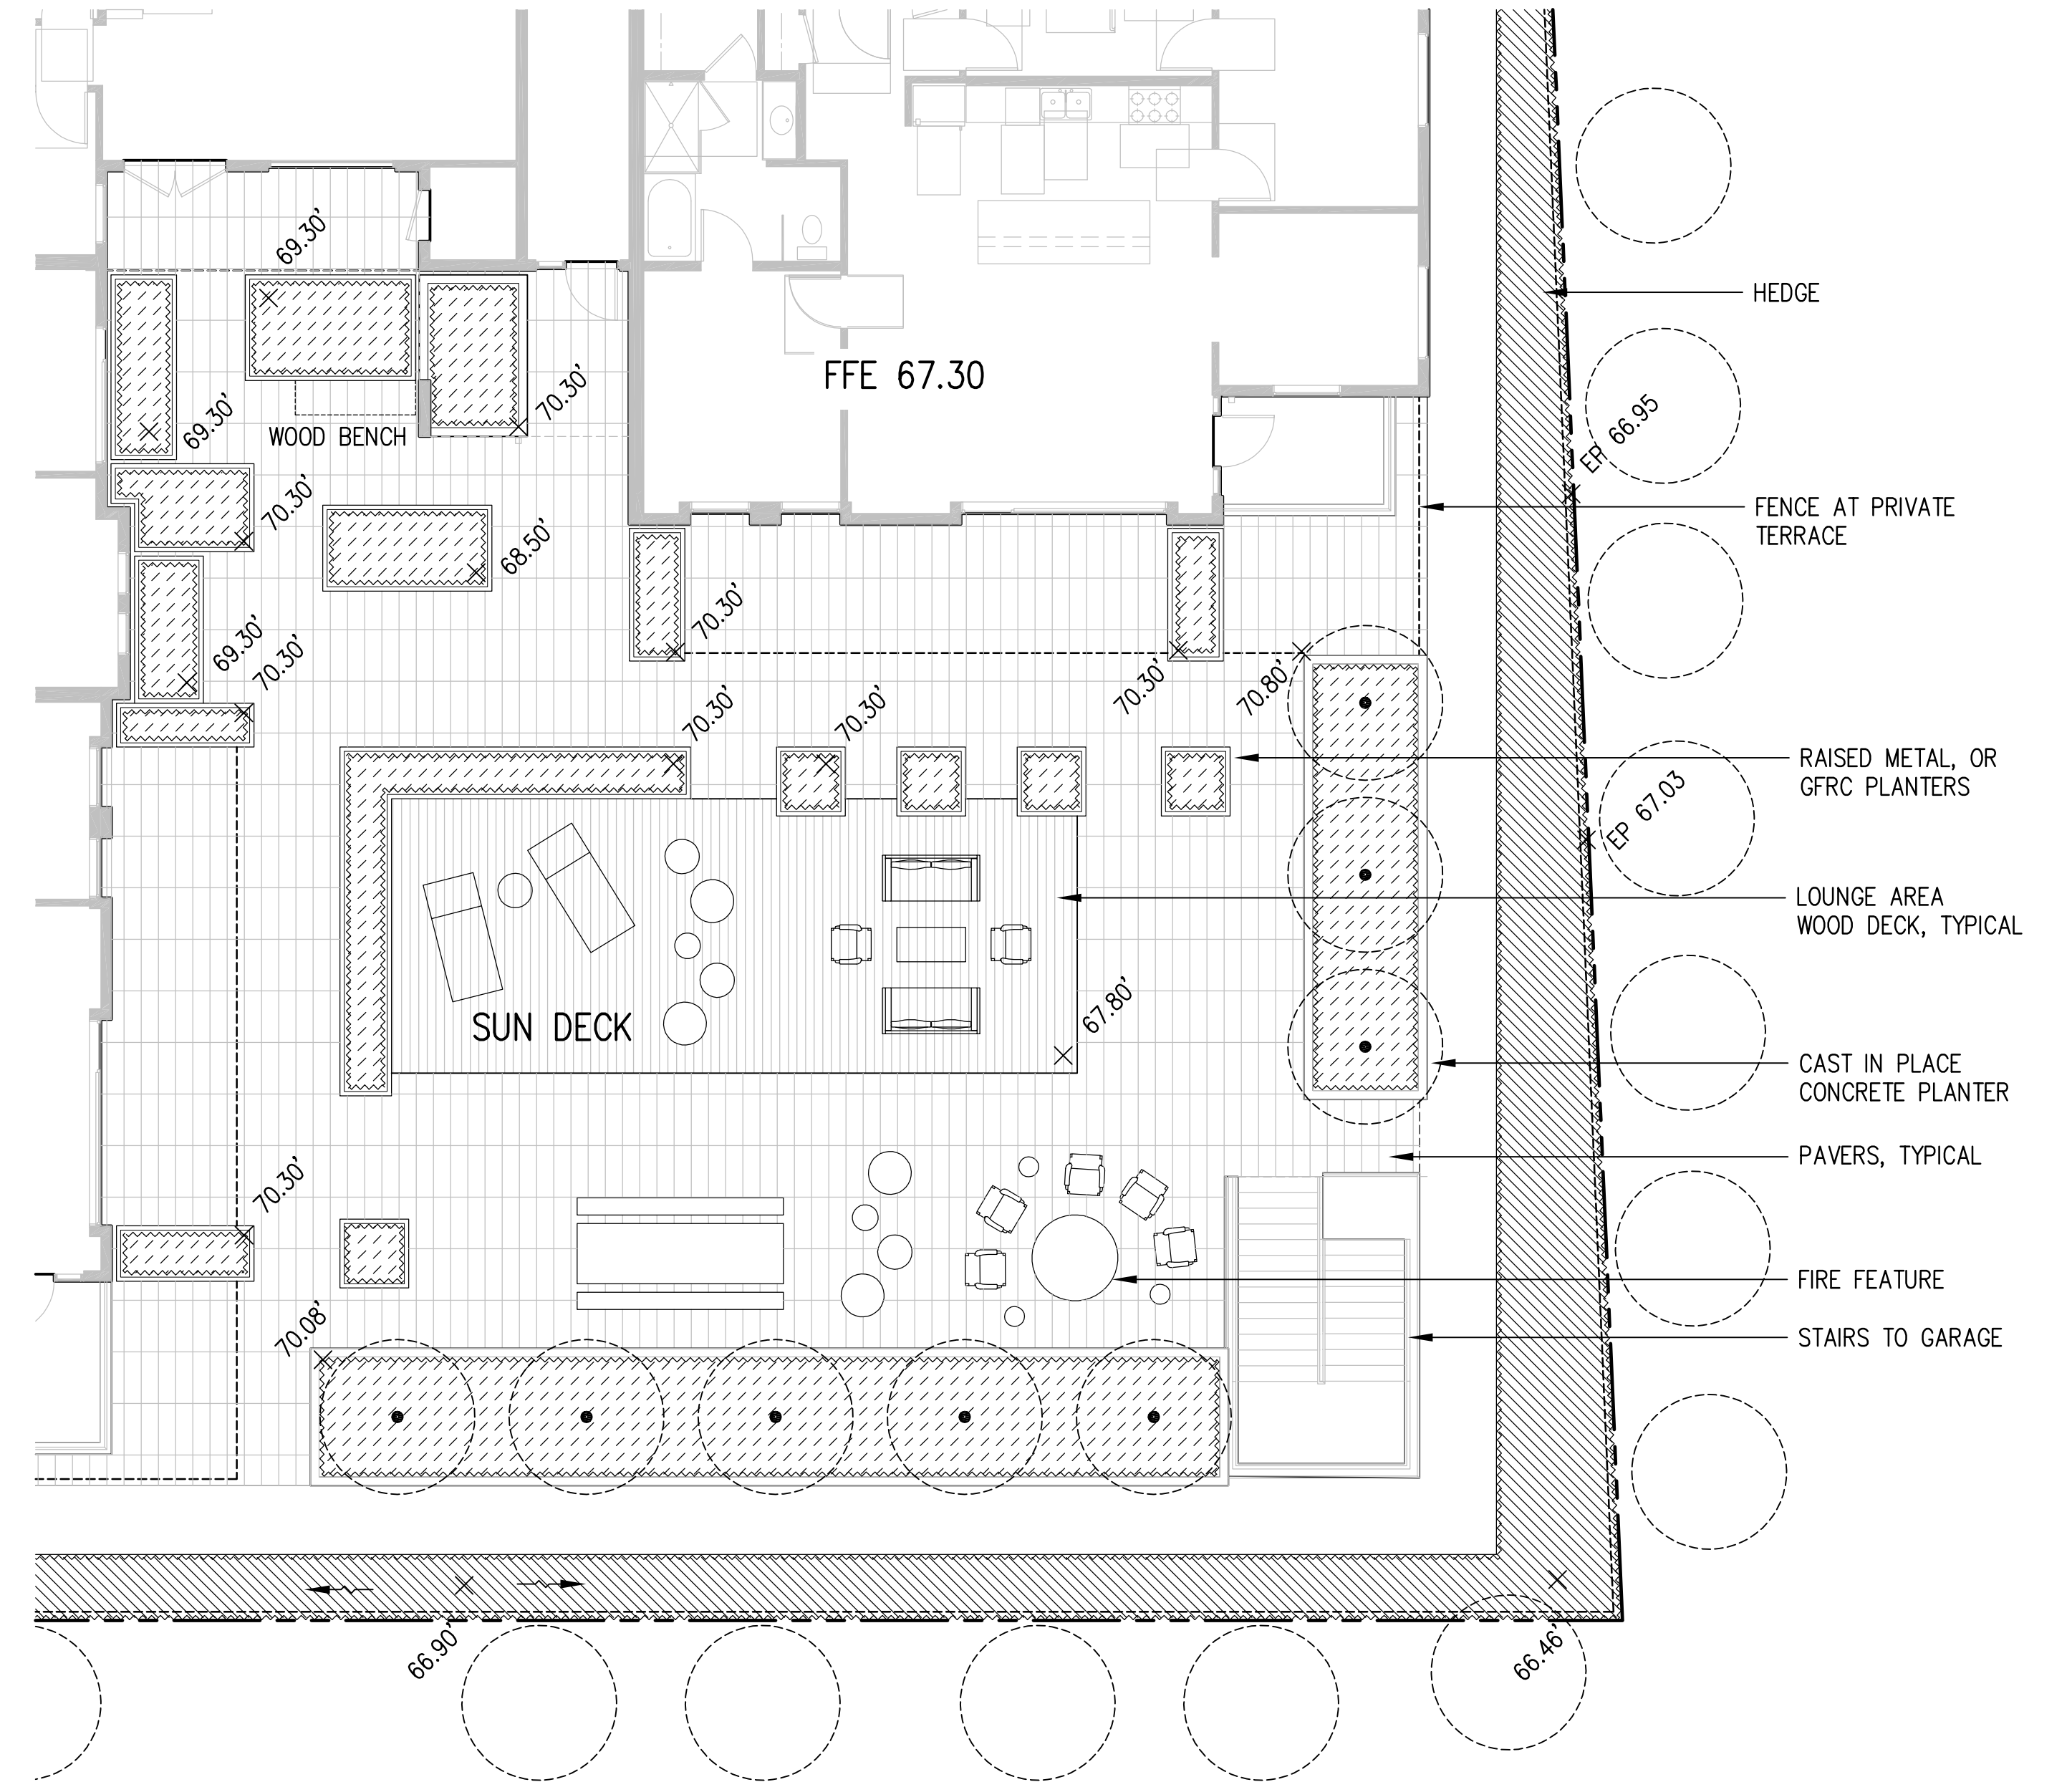 69.30'
HEDGE
FFE 67.30
70.30'
69.30'
WOOD BENCH
EP 66.95
70.30'
68.50'
FENCE AT PRIVATE
TERRACE
70.30'
69.30'
70.30'
70.30'
70.30'
70.30'
70.80'
RAISED METAL, OR
GFRC PLANTERS
EP 67.03
LOUNGE AREA
WOOD DECK, TYPICAL
SUN DECK
67.80'
CAST IN PLACE
CONCRETE PLANTER
PAVERS, TYPICAL
70.30'
FIRE FEATURE
70.08'
STAIRS TO GARAGE
66.90'
66.46'